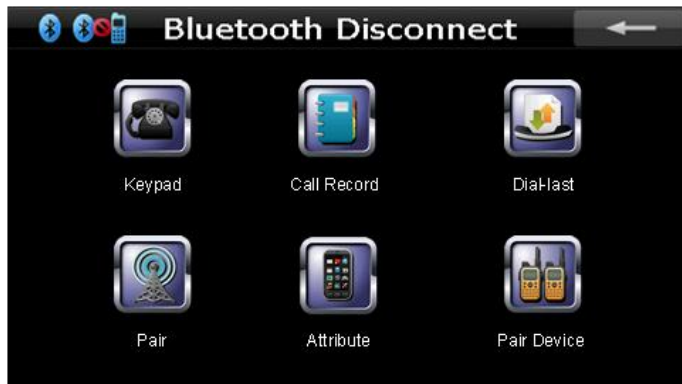 Bluetooth Disconnect
Keypad Call Record Dial-last
Pair Attribute Pair Device